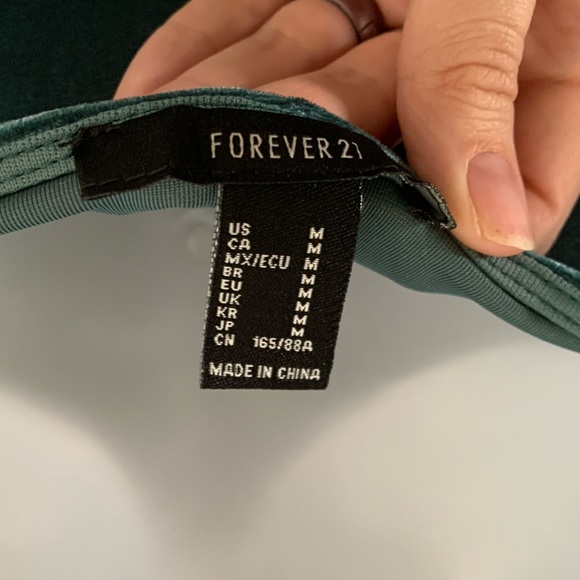 FOREVER 21
US M
CA M
MX/ECU M
BR M
EU M
UK M
KR M
JP M
CN 165/88A
MADE IN CHINA